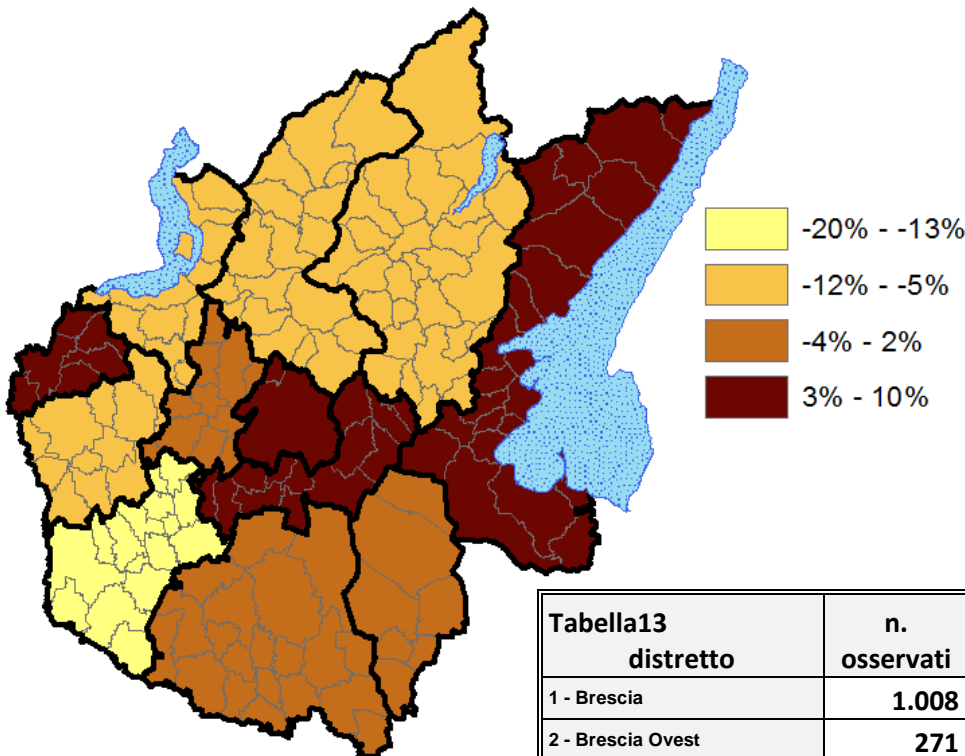 -20% - -13%
-12% - -5%
-4% - 2%
3% - 10%
Tabella13 n.
distretto osservati
1 - Brescia 1.008
2 - Brescia Ovest 271